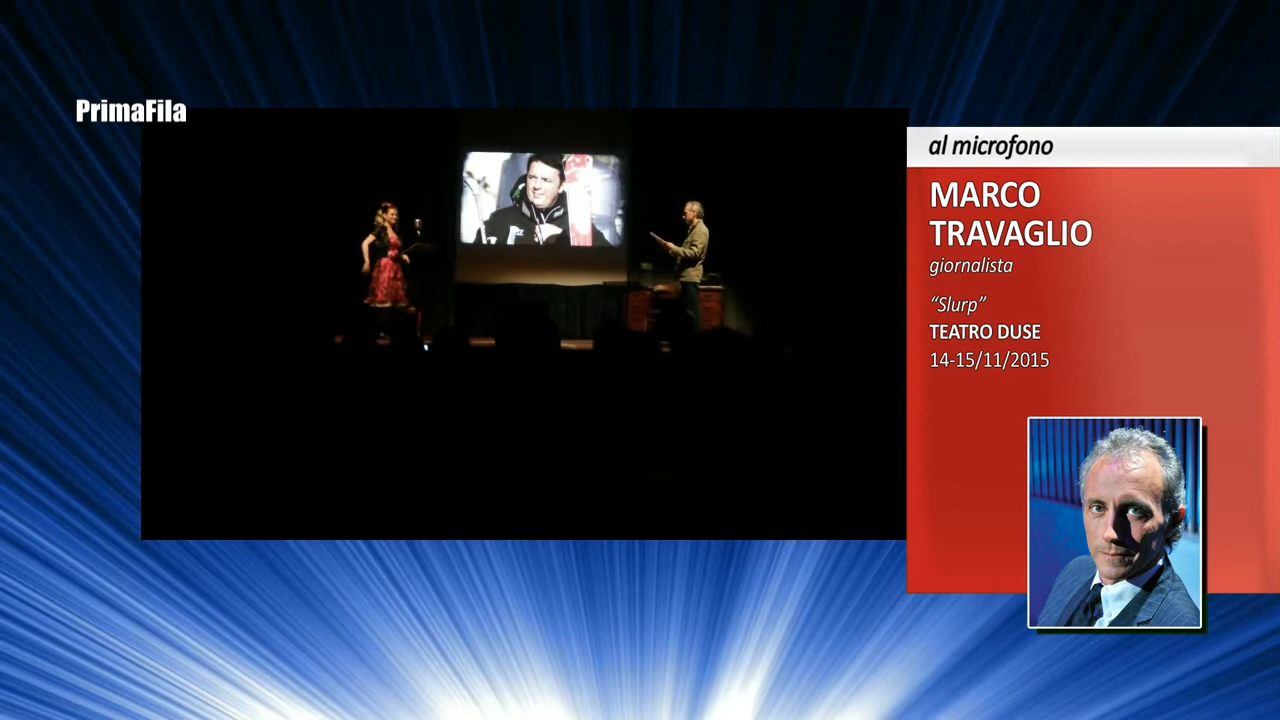 PrimaFila
al microfono
MARCO
TRAVAGLIO
giornalista
“Slurp”
TEATRO DUSE
14-15/11/2015